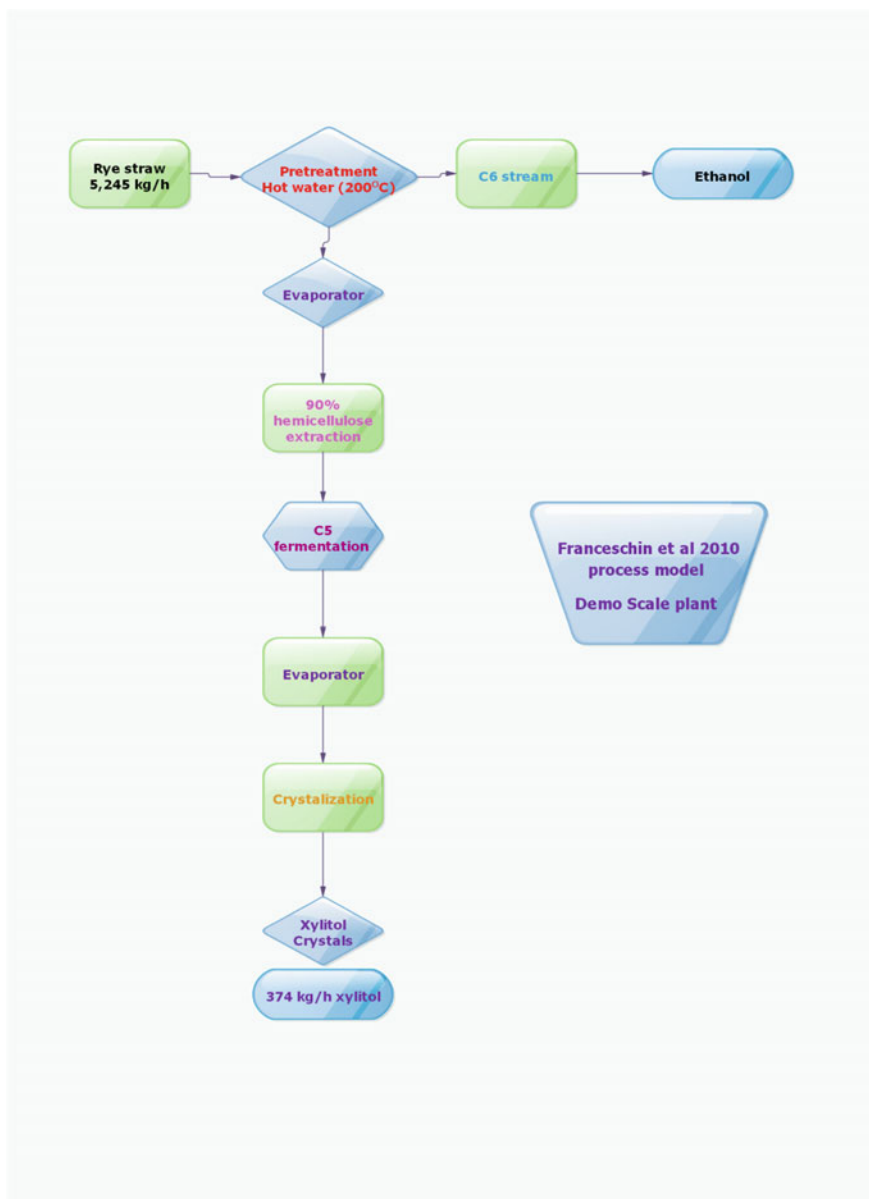 Rye straw
5,245 kg/h
Pretreatment
Hot water (200°C)
C6 stream
Ethanol
Evaporator
90%
hemicellulose
extraction
C5
fermentation
Franceschin et al 2010
process model
Demo Scale plant
Evaporator
Crystalization
Xylitol
Crystals
374 kg/h xylitol